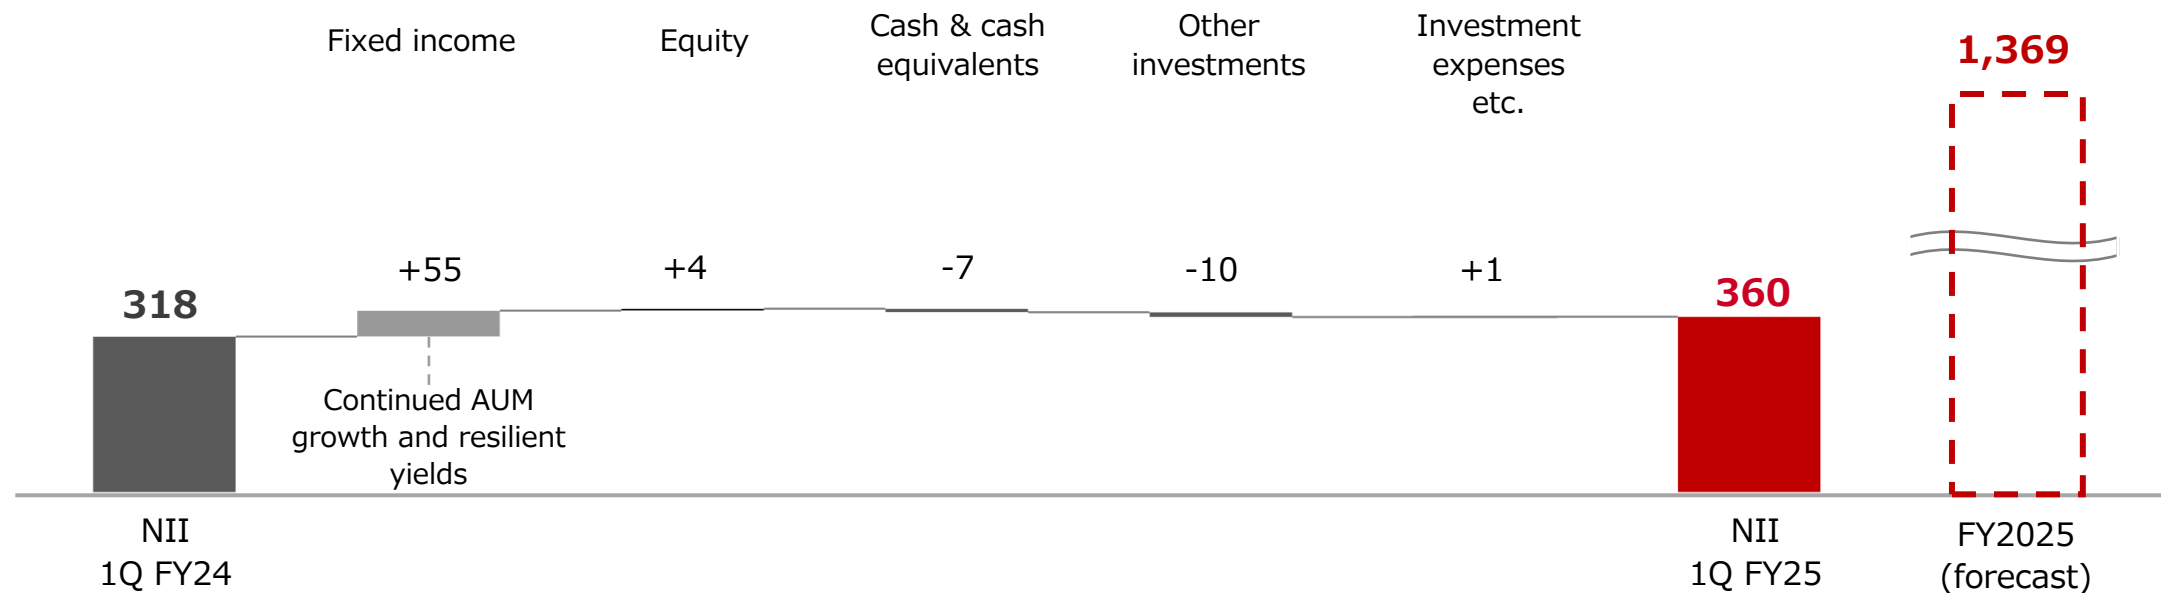 Fixed income
Equity
Cash & cash
equivalents
Other
investments
Investment
expenses
etc.
1,369
318
+55
+4
-7
-10
+1
360
Continued AUM
growth and resilient
yields
NII
1Q FY24
NII
1Q FY25
FY2025
(forecast)